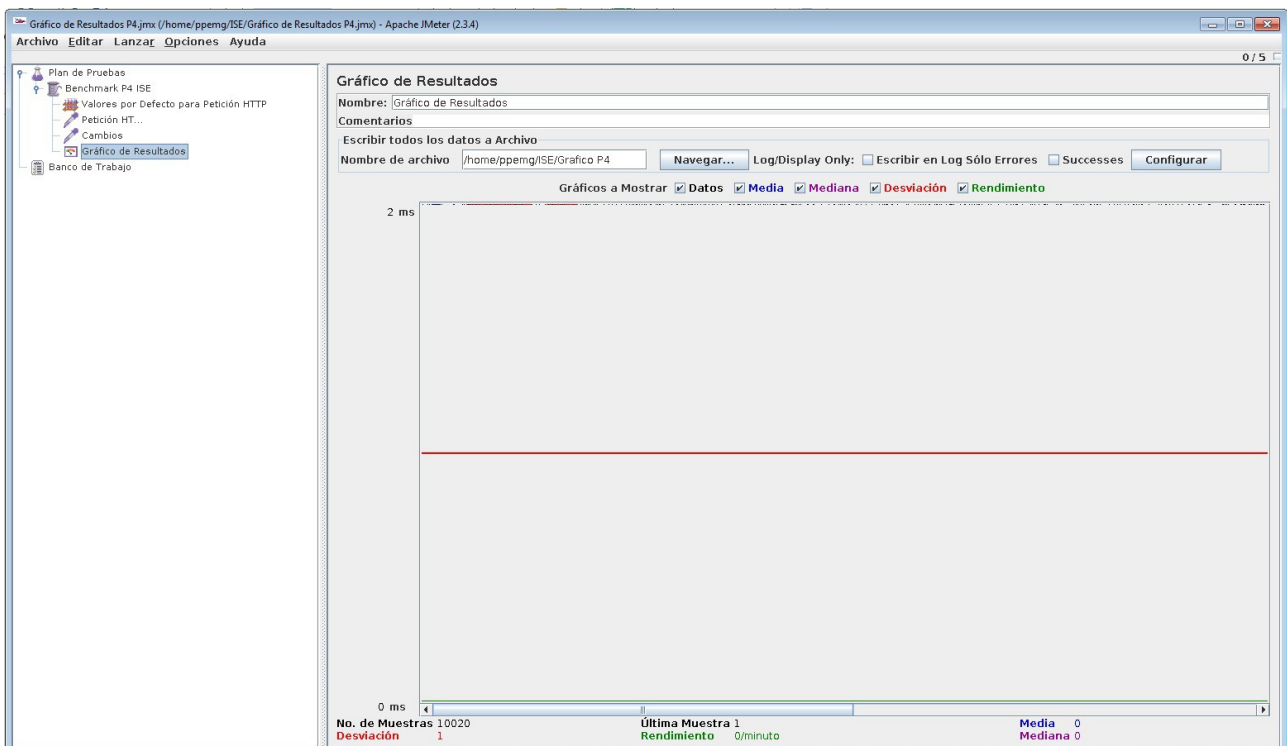 Gráfico de Resultados P4.jmx (/home/ppemg/ISE/Gráfico de Resultados P4.jmx) - Apache JMeter (2.3.4)
Archivo Editar Lanzar Opciones Ayuda
0 / 5
Plan de Pruebas
Benchmark P4 ISE
Valores por Defecto para Petición HTTP
Petición HT...
Cambios
Gráfico de Resultados
Banco de Trabajo
Gráfico de Resultados
Nombre: Gráfico de Resultados
Comentarios
Escribir todos los datos a Archivo
Nombre de archivo /home/ppemg/ISE/Grafico P4 Navegar... Log/Display Only: Escribir en Log Sólo Errores Successes Configurar
Gráficos a Mostrar Datos Media Mediana Desviación Rendimiento
2 ms
0 ms
No. de Muestras 10020 Última Muestra 1 Media 0
Desviación 1 Rendimiento 0/minuto Mediana 0